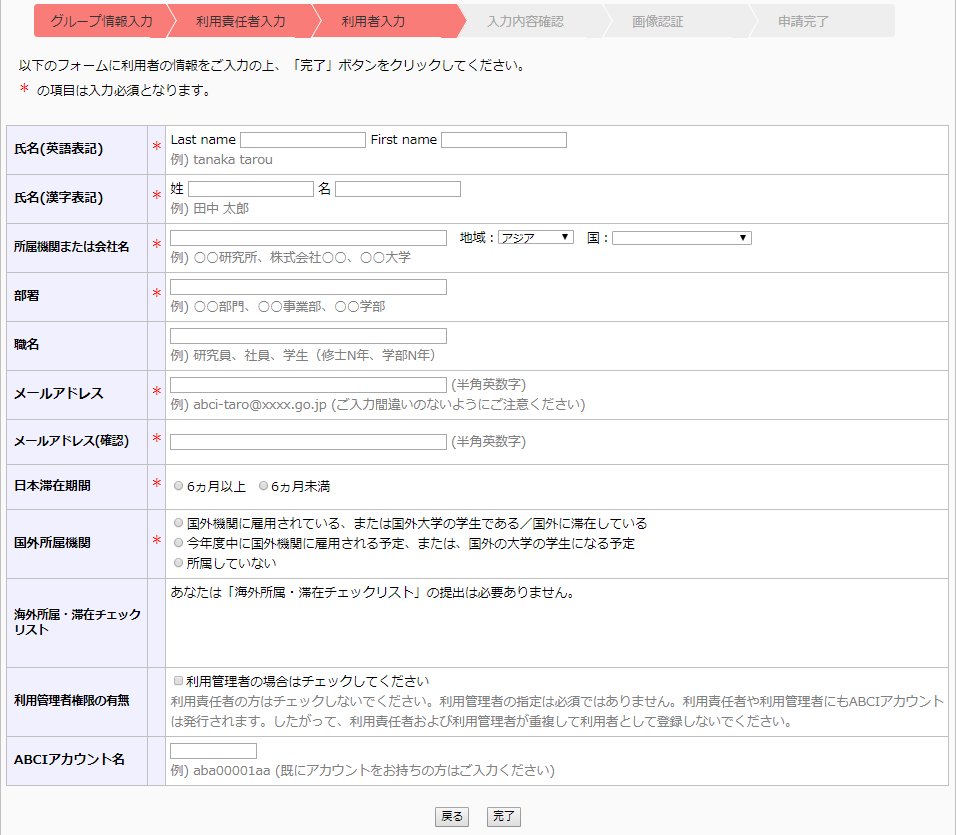 グループ情報入力 利用責任者入力 利用者入力 入力内容確認 画像認証 申請完了
以下のフォームに利用者の情報をご入力の上、「完了」ボタンをクリックしてください。
* の項目は入力必須となります。
氏名(英語表記) * Last name First name
例) tanaka tarou
氏名(漢字表記) * 姓 名
例) 田中 太郎
所属機関または会社名 * 地域：アジア 国：
例) 〇〇研究所、株式会社〇〇、〇〇大学
部署 *
例) 〇〇部門、〇〇事業部、〇〇学部
職名
例) 研究員、社員、学生（修士N年、学部N年）
メールアドレス * (半角英数字)
例) abci-taro@xxxx.go.jp (ご入力間違いのないようにご注意ください)
メールアドレス(確認) * (半角英数字)
日本滞在期間 * 6ヵ月以上 6ヵ月未満
国外所属機関 *
国外機関に雇用されている、または国外大学の学生である／国外に滞在している
今年度中に国外機関に雇用される予定、または、国外の大学の学生になる予定
所属していない
海外所属・滞在チェック
リスト
あなたは「海外所属・滞在チェックリスト」の提出は必要ありません。
利用管理者権限の有無
利用管理者の場合はチェックしてください
利用責任者の方はチェックしないでください。利用管理者の指定は必須ではありません。利用責任者や利用管理者にもABCIアカウント
は発行されます。したがって、利用責任者および利用管理者が重複して利用者として登録しないでください。
ABCIアカウント名
例) aba00001aa (既にアカウントをお持ちの方はご入力ください)
戻る 完了